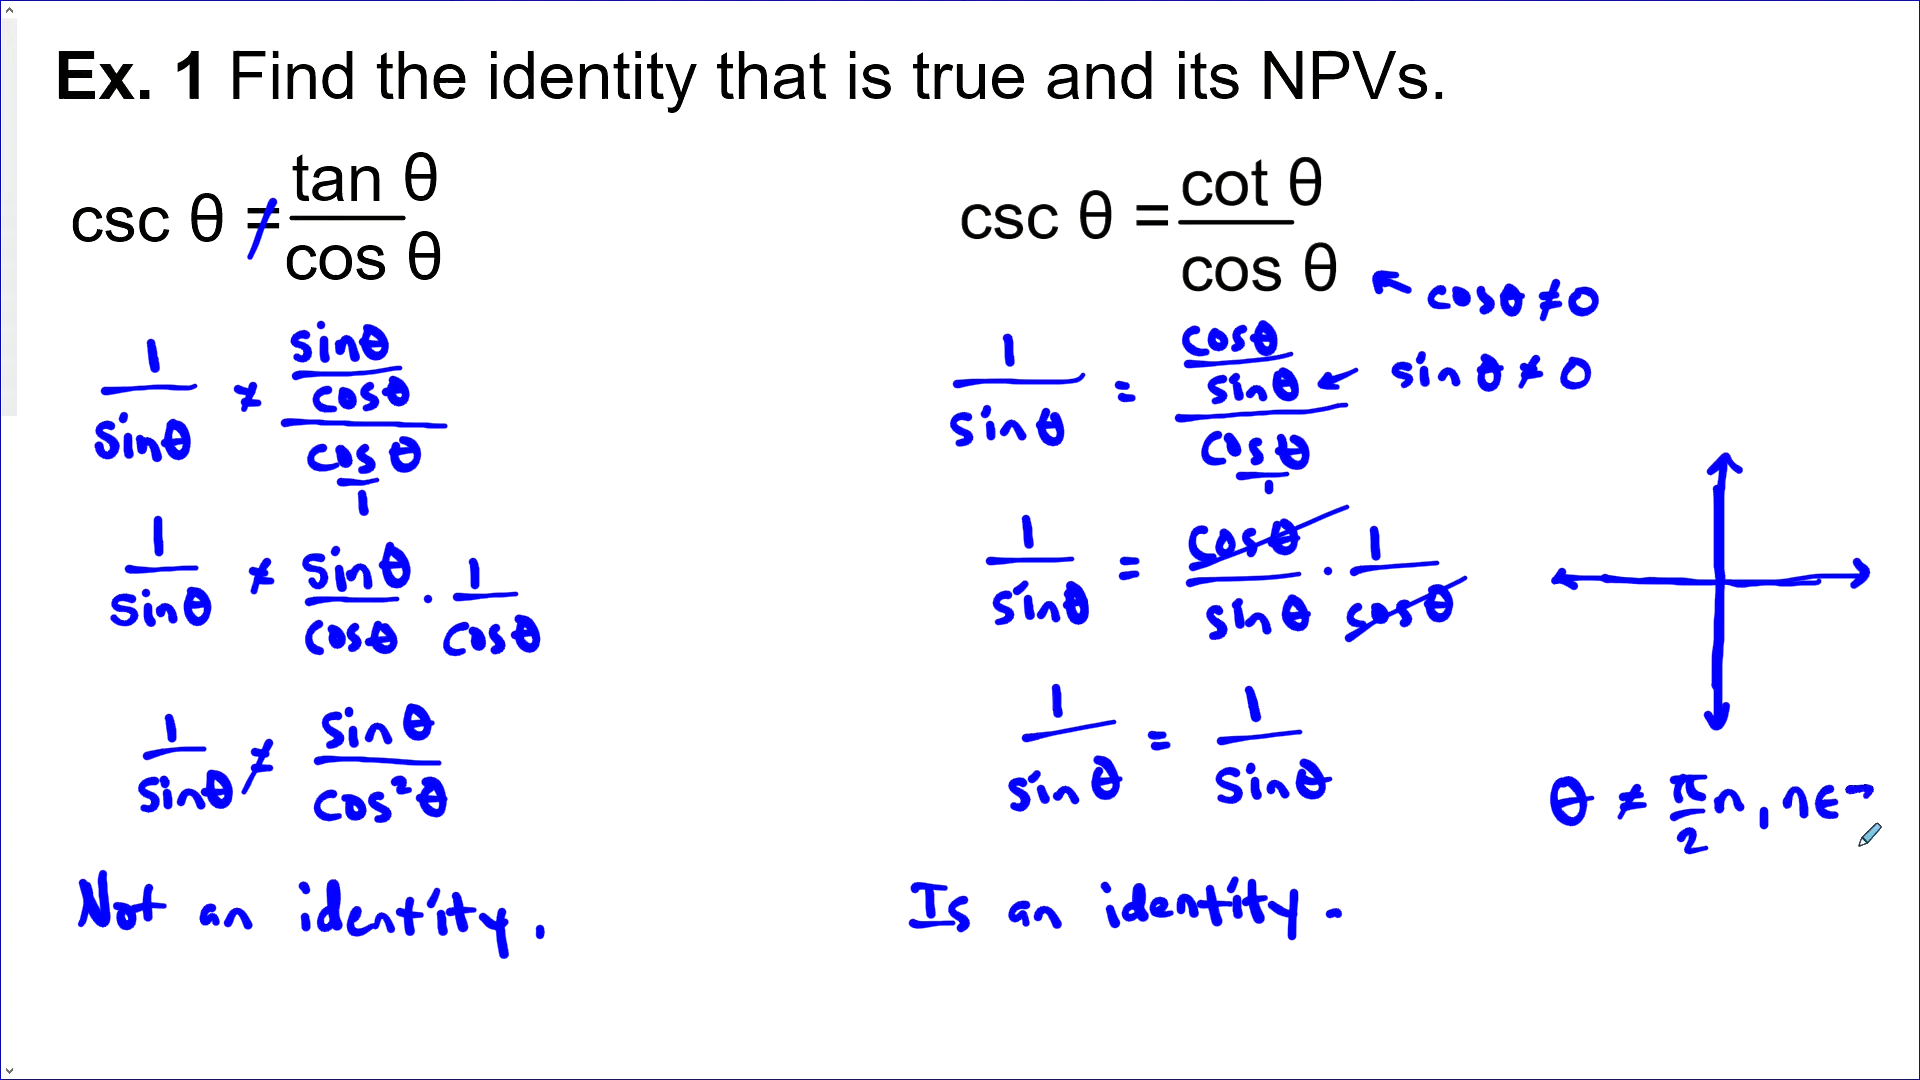 Ex. 1 Find the identity that is true and its NPVs.
csc θ ≠ tan θ / cos θ
1/sinθ ≠ (sinθ/cosθ) / (cosθ/1)
1/sinθ ≠ sinθ/cosθ · 1/cosθ
1/sinθ ≠ sinθ/cos²θ
Not an identity.
csc θ = cot θ / cos θ
cosθ ≠ 0
1/sinθ = (cosθ/sinθ) / (cosθ/1)
sinθ ≠ 0
1/sinθ = cosθ/sinθ · 1/cosθ
1/sinθ = 1/sinθ
Is an identity.
θ ≠ π/2 n, n∈